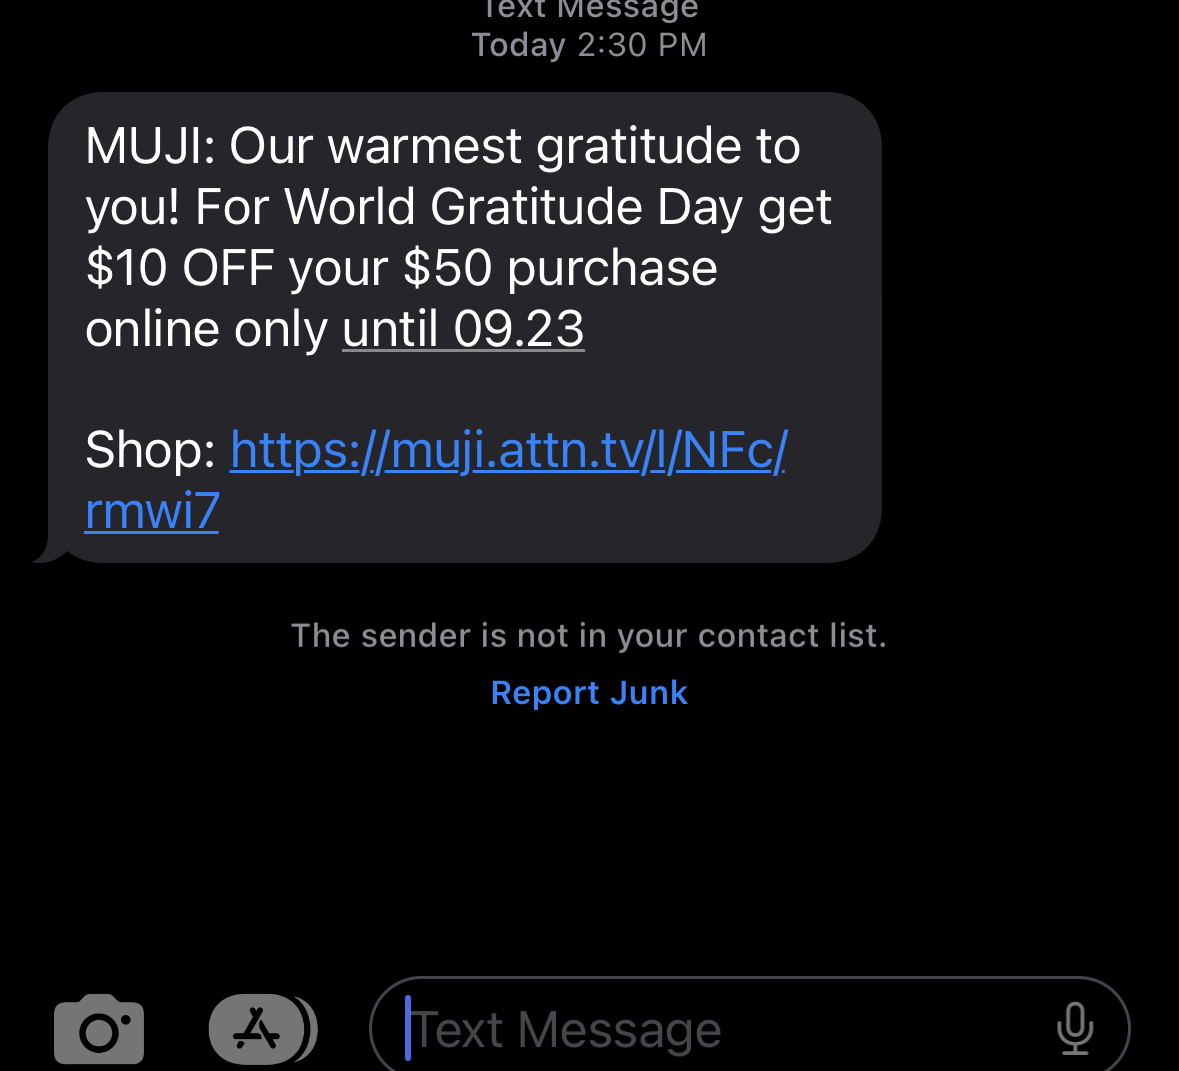 Text Message
Today 2:30 PM
MUJI: Our warmest gratitude to
you! For World Gratitude Day get
$10 OFF your $50 purchase
online only until 09.23
Shop: https://muji.attn.tv/l/NFc/
rmwi7
The sender is not in your contact list.
Report Junk
Text Message